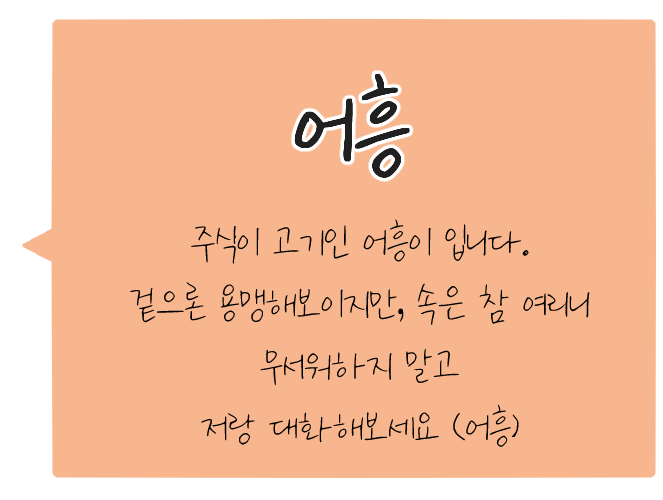 어흥
주식이 고기인 어흥이 입니다.
겉으론 용맹해보이지만, 속은 참 여리니
무서워하지 말고
저랑 대화해보세요 (어흥)